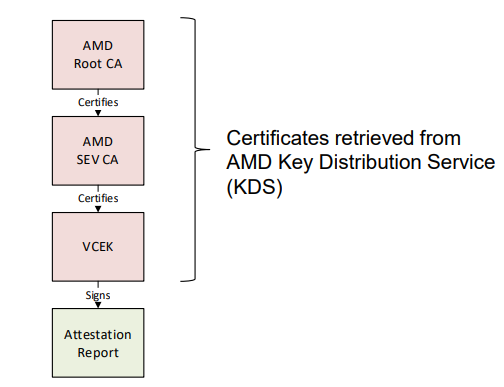 AMD
Root CA
Certifies
AMD
SEV CA
Certifies
VCEK
Signs
Attestation
Report
Certificates retrieved from
AMD Key Distribution Service
(KDS)